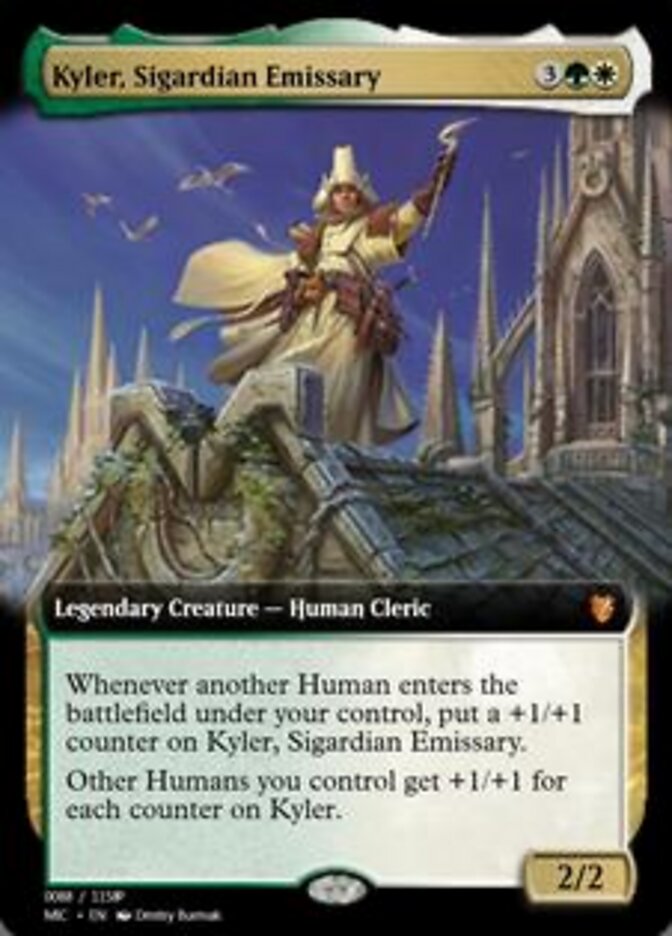 Kyler, Sigardian Emissary 3
Legendary Creature — Human Cleric
Whenever another Human enters the
battlefield under your control, put a +1/+1
counter on Kyler, Sigardian Emissary.
Other Humans you control get +1/+1 for
each counter on Kyler.
2/2
MIC • EN Dmitry Burmak